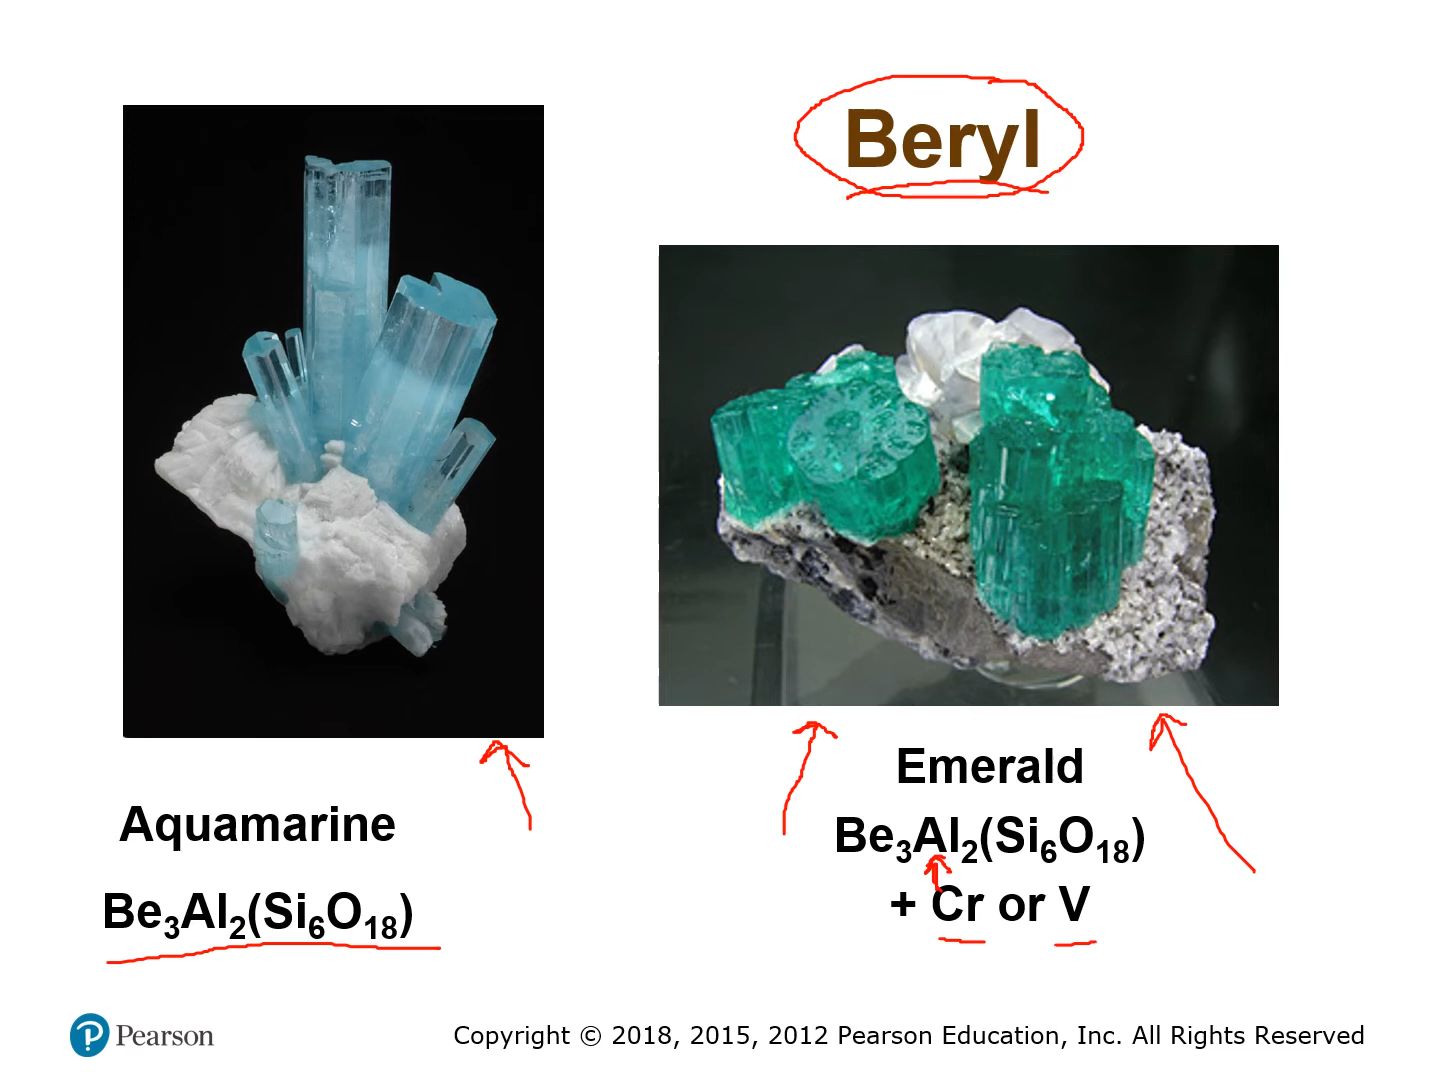 Beryl
Aquamarine
Be₃Al₂(Si₆O₁₈)
Emerald
Be₃Al₂(Si₆O₁₈)
+ Cr or V
Pearson
Copyright © 2018, 2015, 2012 Pearson Education, Inc. All Rights Reserved